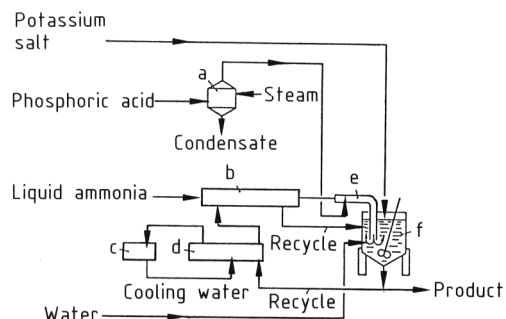 Potassium
salt
a
Phosphoric acid
Steam
Condensate
b
e
Liquid ammonia
f
Recycle
c
d
Cooling water
Recycle
Product
Water